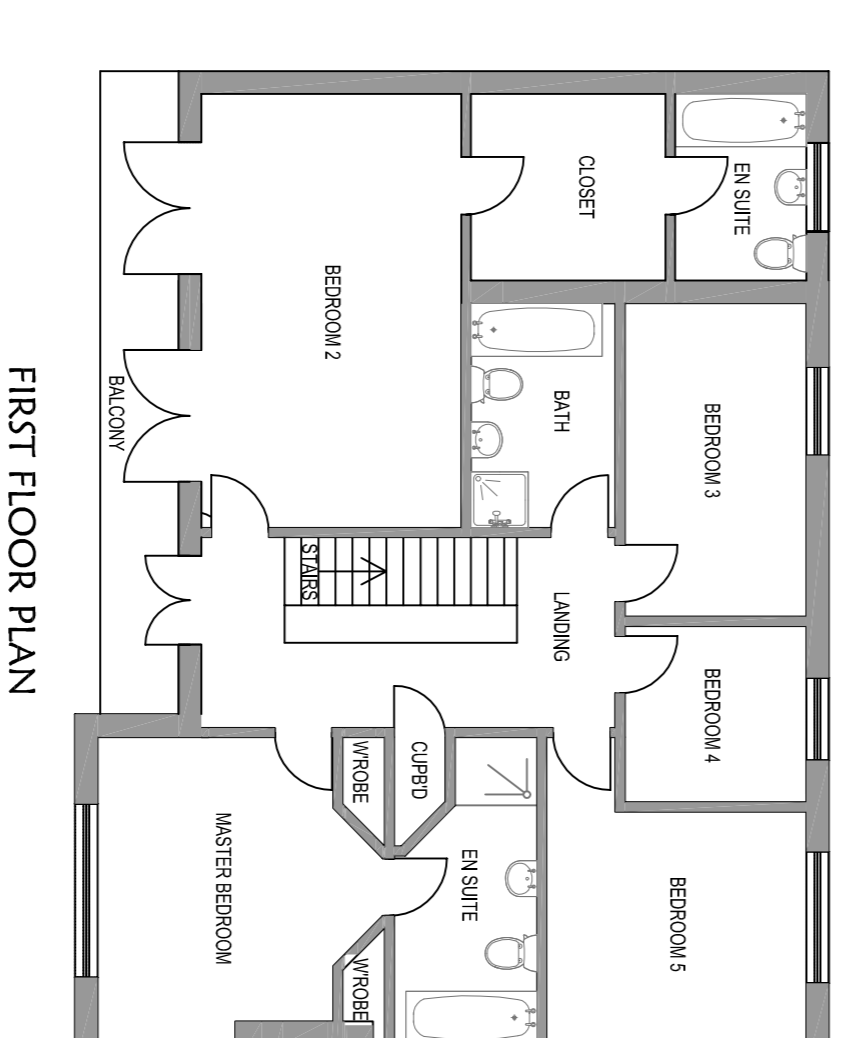 EN SUITE
CLOSET
BEDROOM 2
BALCONY
BATH
BEDROOM 3
STAIRS
LANDING
BEDROOM 4
CUPB'D
W'ROBE
MASTER BEDROOM
EN SUITE
BEDROOM 5
W'ROBE
FIRST FLOOR PLAN